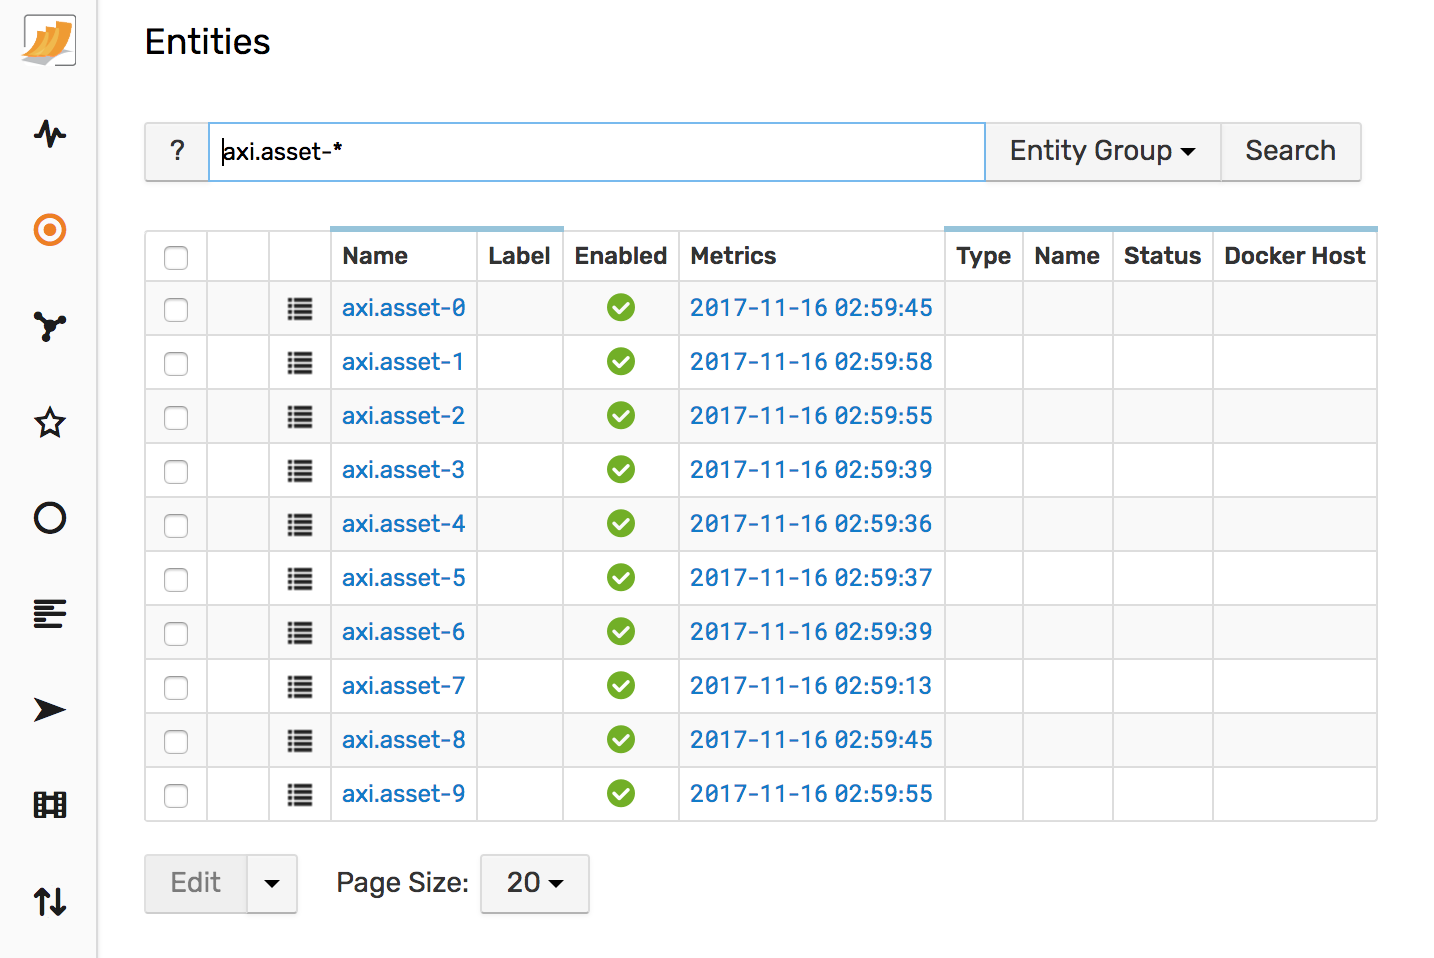 Entities
? axi.asset-* Entity Group Search
Name Label Enabled Metrics Type Name Status Docker Host
axi.asset-0 2017-11-16 02:59:45
axi.asset-1 2017-11-16 02:59:58
axi.asset-2 2017-11-16 02:59:55
axi.asset-3 2017-11-16 02:59:39
axi.asset-4 2017-11-16 02:59:36
axi.asset-5 2017-11-16 02:59:37
axi.asset-6 2017-11-16 02:59:39
axi.asset-7 2017-11-16 02:59:13
axi.asset-8 2017-11-16 02:59:45
axi.asset-9 2017-11-16 02:59:55
Edit Page Size: 20